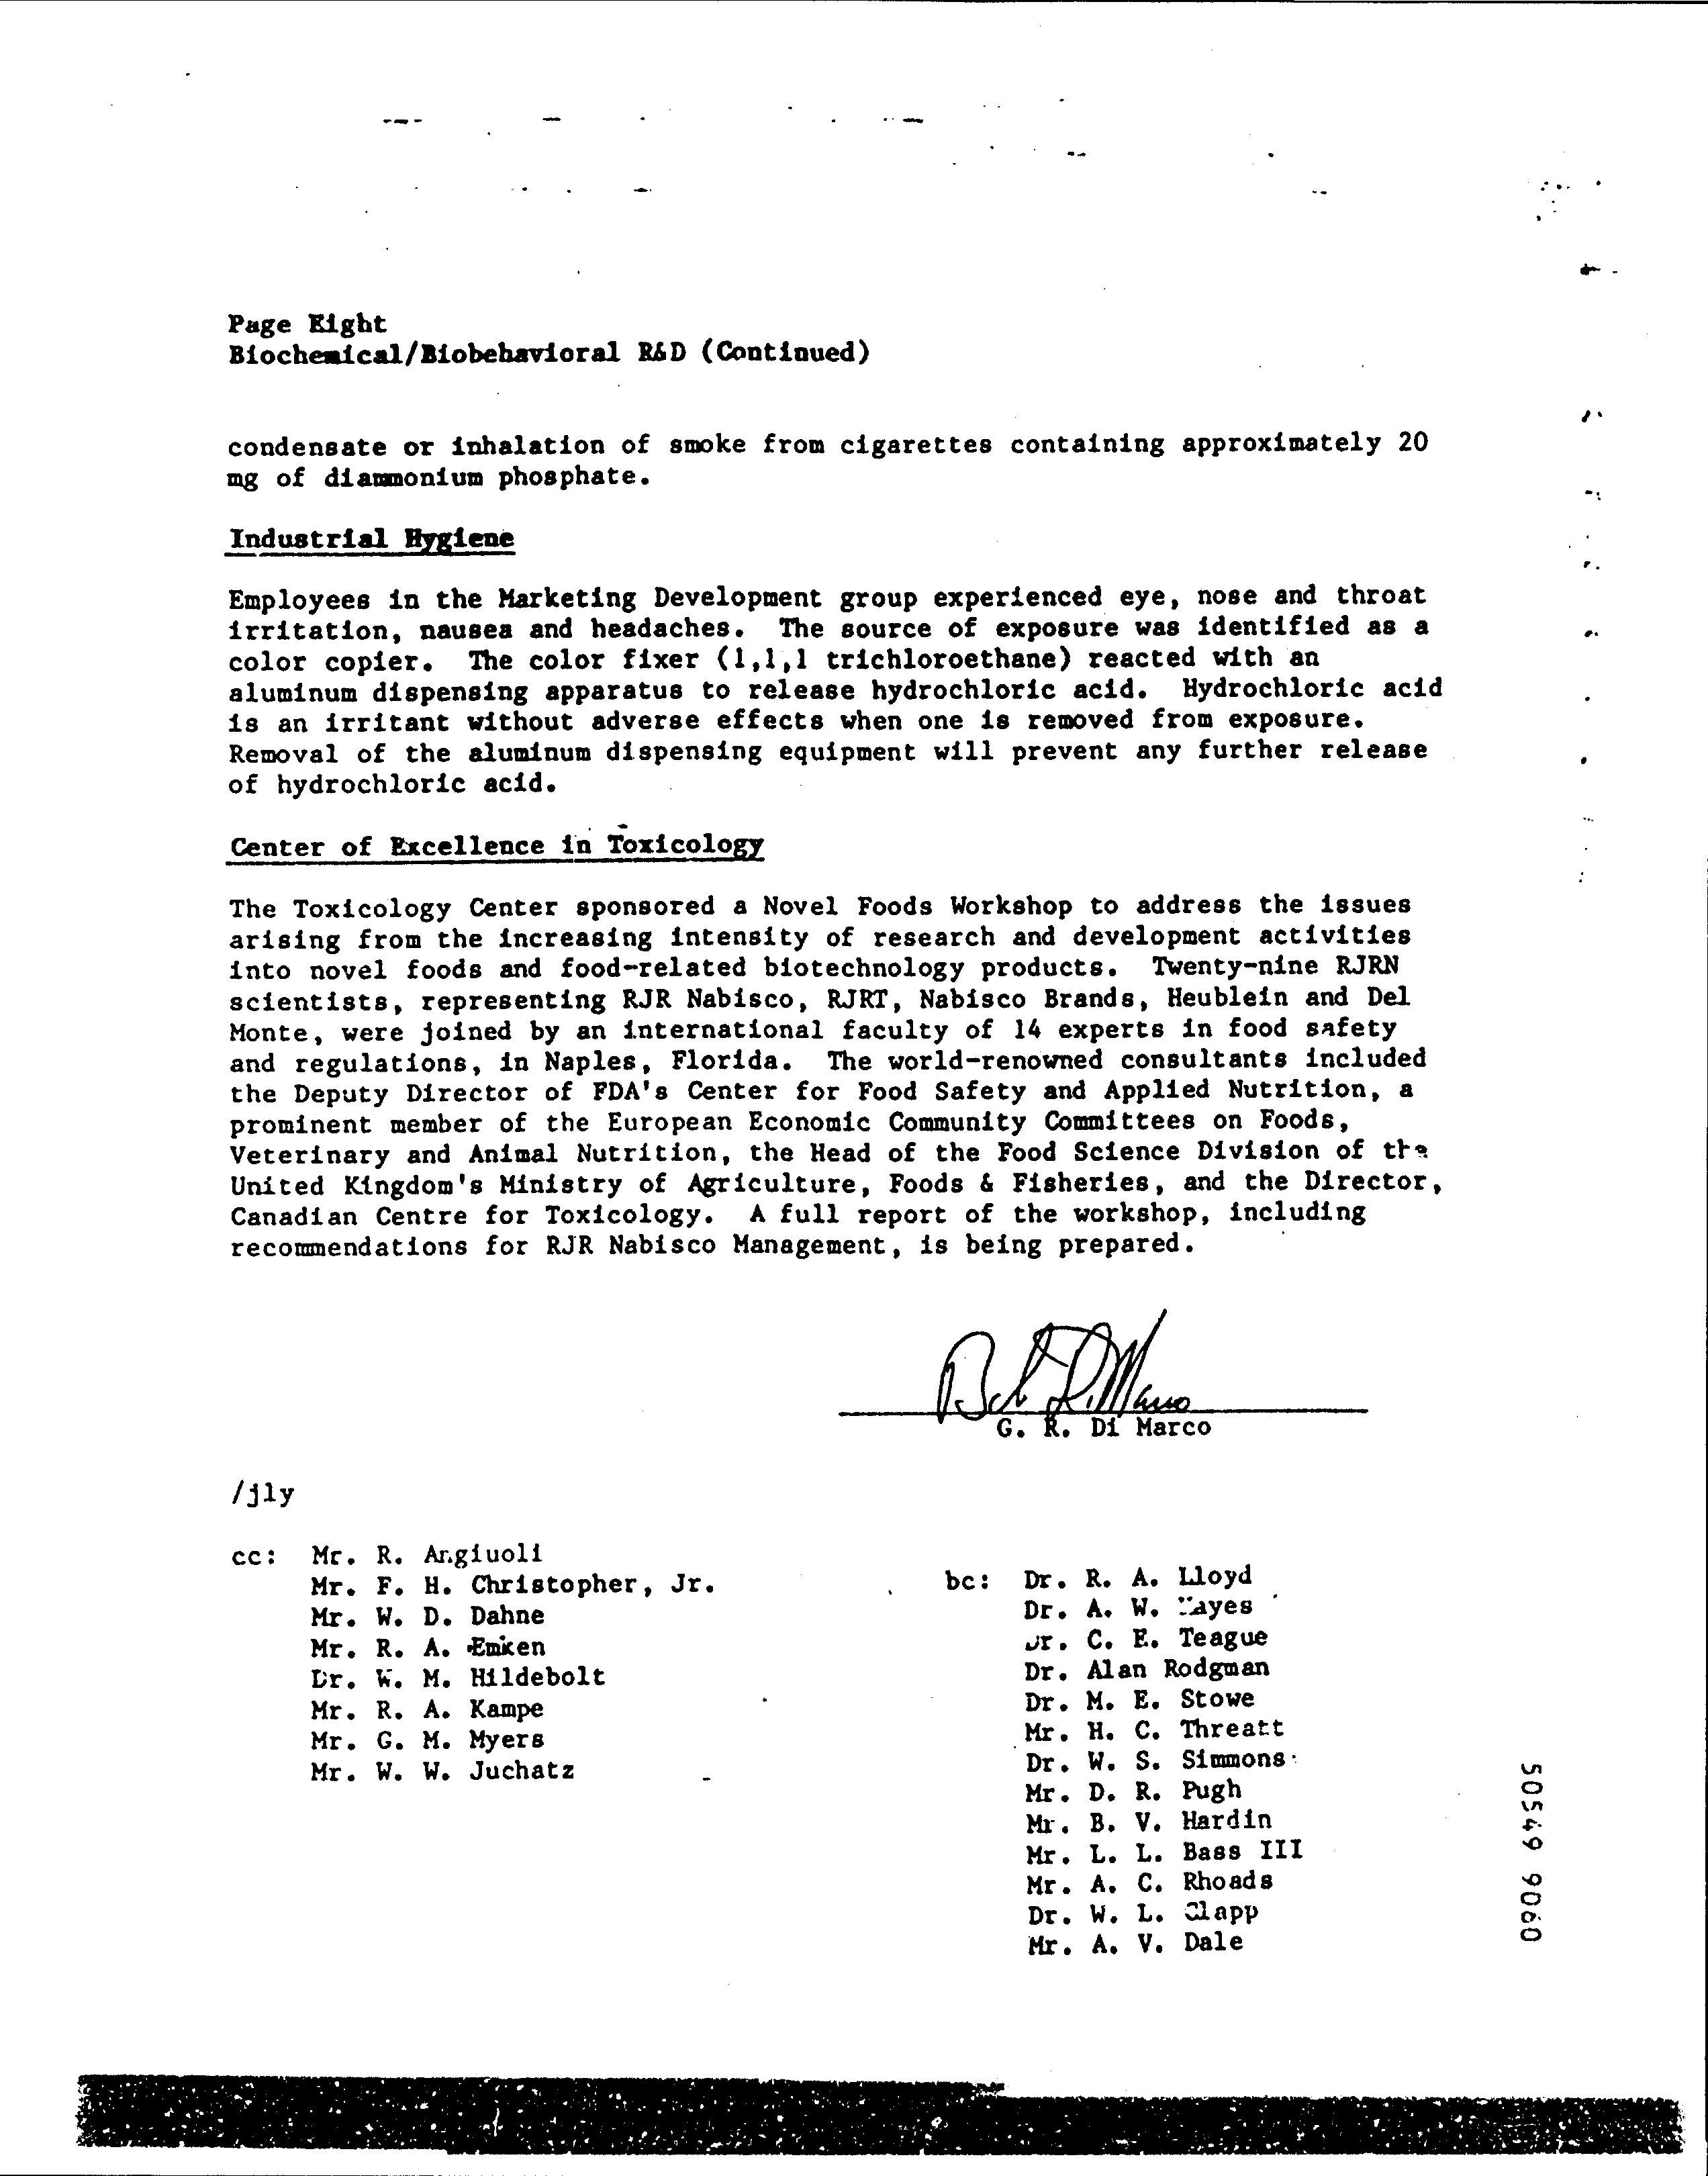 Page Eight
Biochemical/Biobehavioral R&D (Continued)
condensate or inhalation of smoke from cigarettes containing approximately 20
mg of diammonium phosphate.
Industrial Hygiene
Employees in the Marketing Development group experienced eye, nose and throat
irritation, nausea and headaches. The source of exposure was identified as a
color copier. The color fixer (1,1,1 trichloroethane) reacted with an
aluminum dispensing apparatus to release hydrochloric acid. Hydrochloric acid
is an irritant without adverse effects when one is removed from exposure.
Removal of the aluminum dispensing equipment will prevent any further release
of hydrochloric acid.
Center of Excellence in Toxicology
The Toxicology Center sponsored a Novel Foods Workshop to address the issues
arising from the increasing intensity of research and development activities
into novel foods and food-related biotechnology products. Twenty-nine RJRN
scientists, representing RJR Nabisco, RJRT, Nabisco Brands, Heublein and Del
Monte, were joined by an international faculty of 14 experts in food safety
and regulations, in Naples, Florida. The world-renowned consultants included
the Deputy Director of FDA's Center for Food Safety and Applied Nutrition, a
prominent member of the European Economic Community Committees on Foods,
Veterinary and Animal Nutrition, the Head of the Food Science Division of the
United Kingdom's Ministry of Agriculture, Foods & Fisheries, and the Director,
Canadian Centre for Toxicology. A full report of the workshop, including
recommendations for RJR Nabisco Management, is being prepared.
G. R. Di Marco
/jly
cc: Mr. R. Angiuoli
Mr. F. H. Christopher, Jr.
Mr. W. D. Dahne
Mr. R. A. Emken
Dr. W. M. Hildebolt
Mr. R. A. Kampe
Mr. G. M. Myers
Mr. W. W. Juchatz
bc: Dr. R. A. Lloyd
Dr. A. W. Hayes
Dr. C. E. Teague
Dr. Alan Rodgman
Dr. M. E. Stowe
Mr. H. C. Threatt
Dr. W. S. Simmons
Mr. D. R. Pugh
Mr. B. V. Hardin
Mr. L. L. Bass III
Mr. A. C. Rhoads
Dr. W. L. Clapp
Mr. A. V. Dale
50549 9060